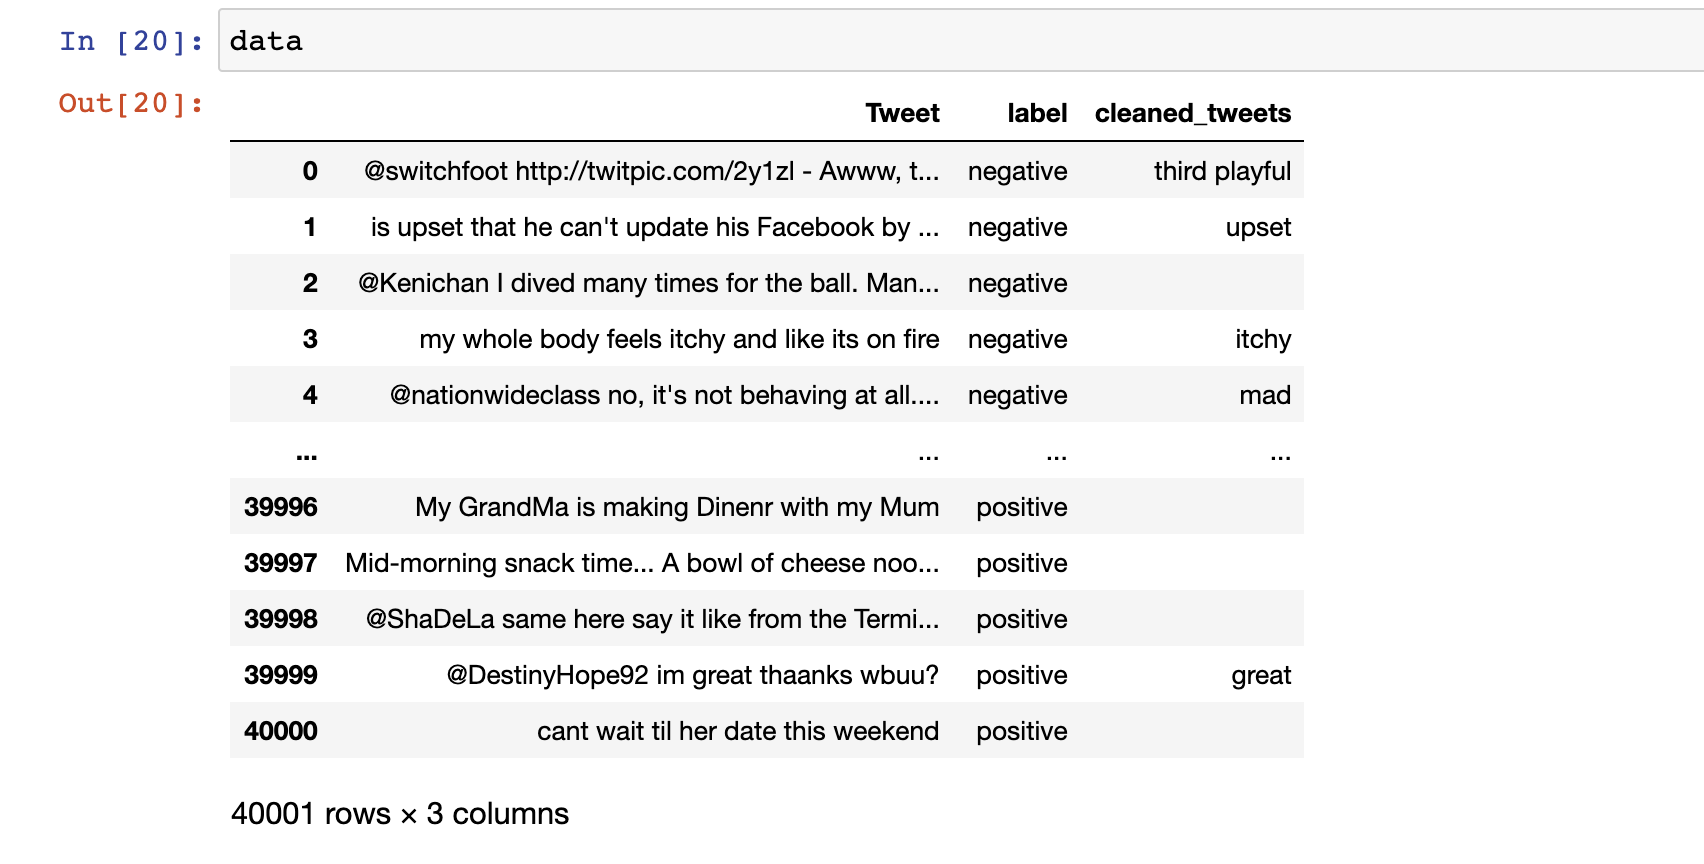 In [20]: data
Out[20]:
Tweet label cleaned_tweets
0 @switchfoot http://twitpic.com/2y1zl - Awww, t... negative third playful
1 is upset that he can't update his Facebook by ... negative upset
2 @Kenichan I dived many times for the ball. Man... negative
3 my whole body feels itchy and like its on fire negative itchy
4 @nationwideclass no, it's not behaving at all.... negative mad
... ... ... ...
39996 My GrandMa is making Dinenr with my Mum positive
39997 Mid-morning snack time... A bowl of cheese noo... positive
39998 @ShaDeLa same here say it like from the Termi... positive
39999 @DestinyHope92 im great thaanks wbuu? positive great
40000 cant wait til her date this weekend positive
40001 rows × 3 columns